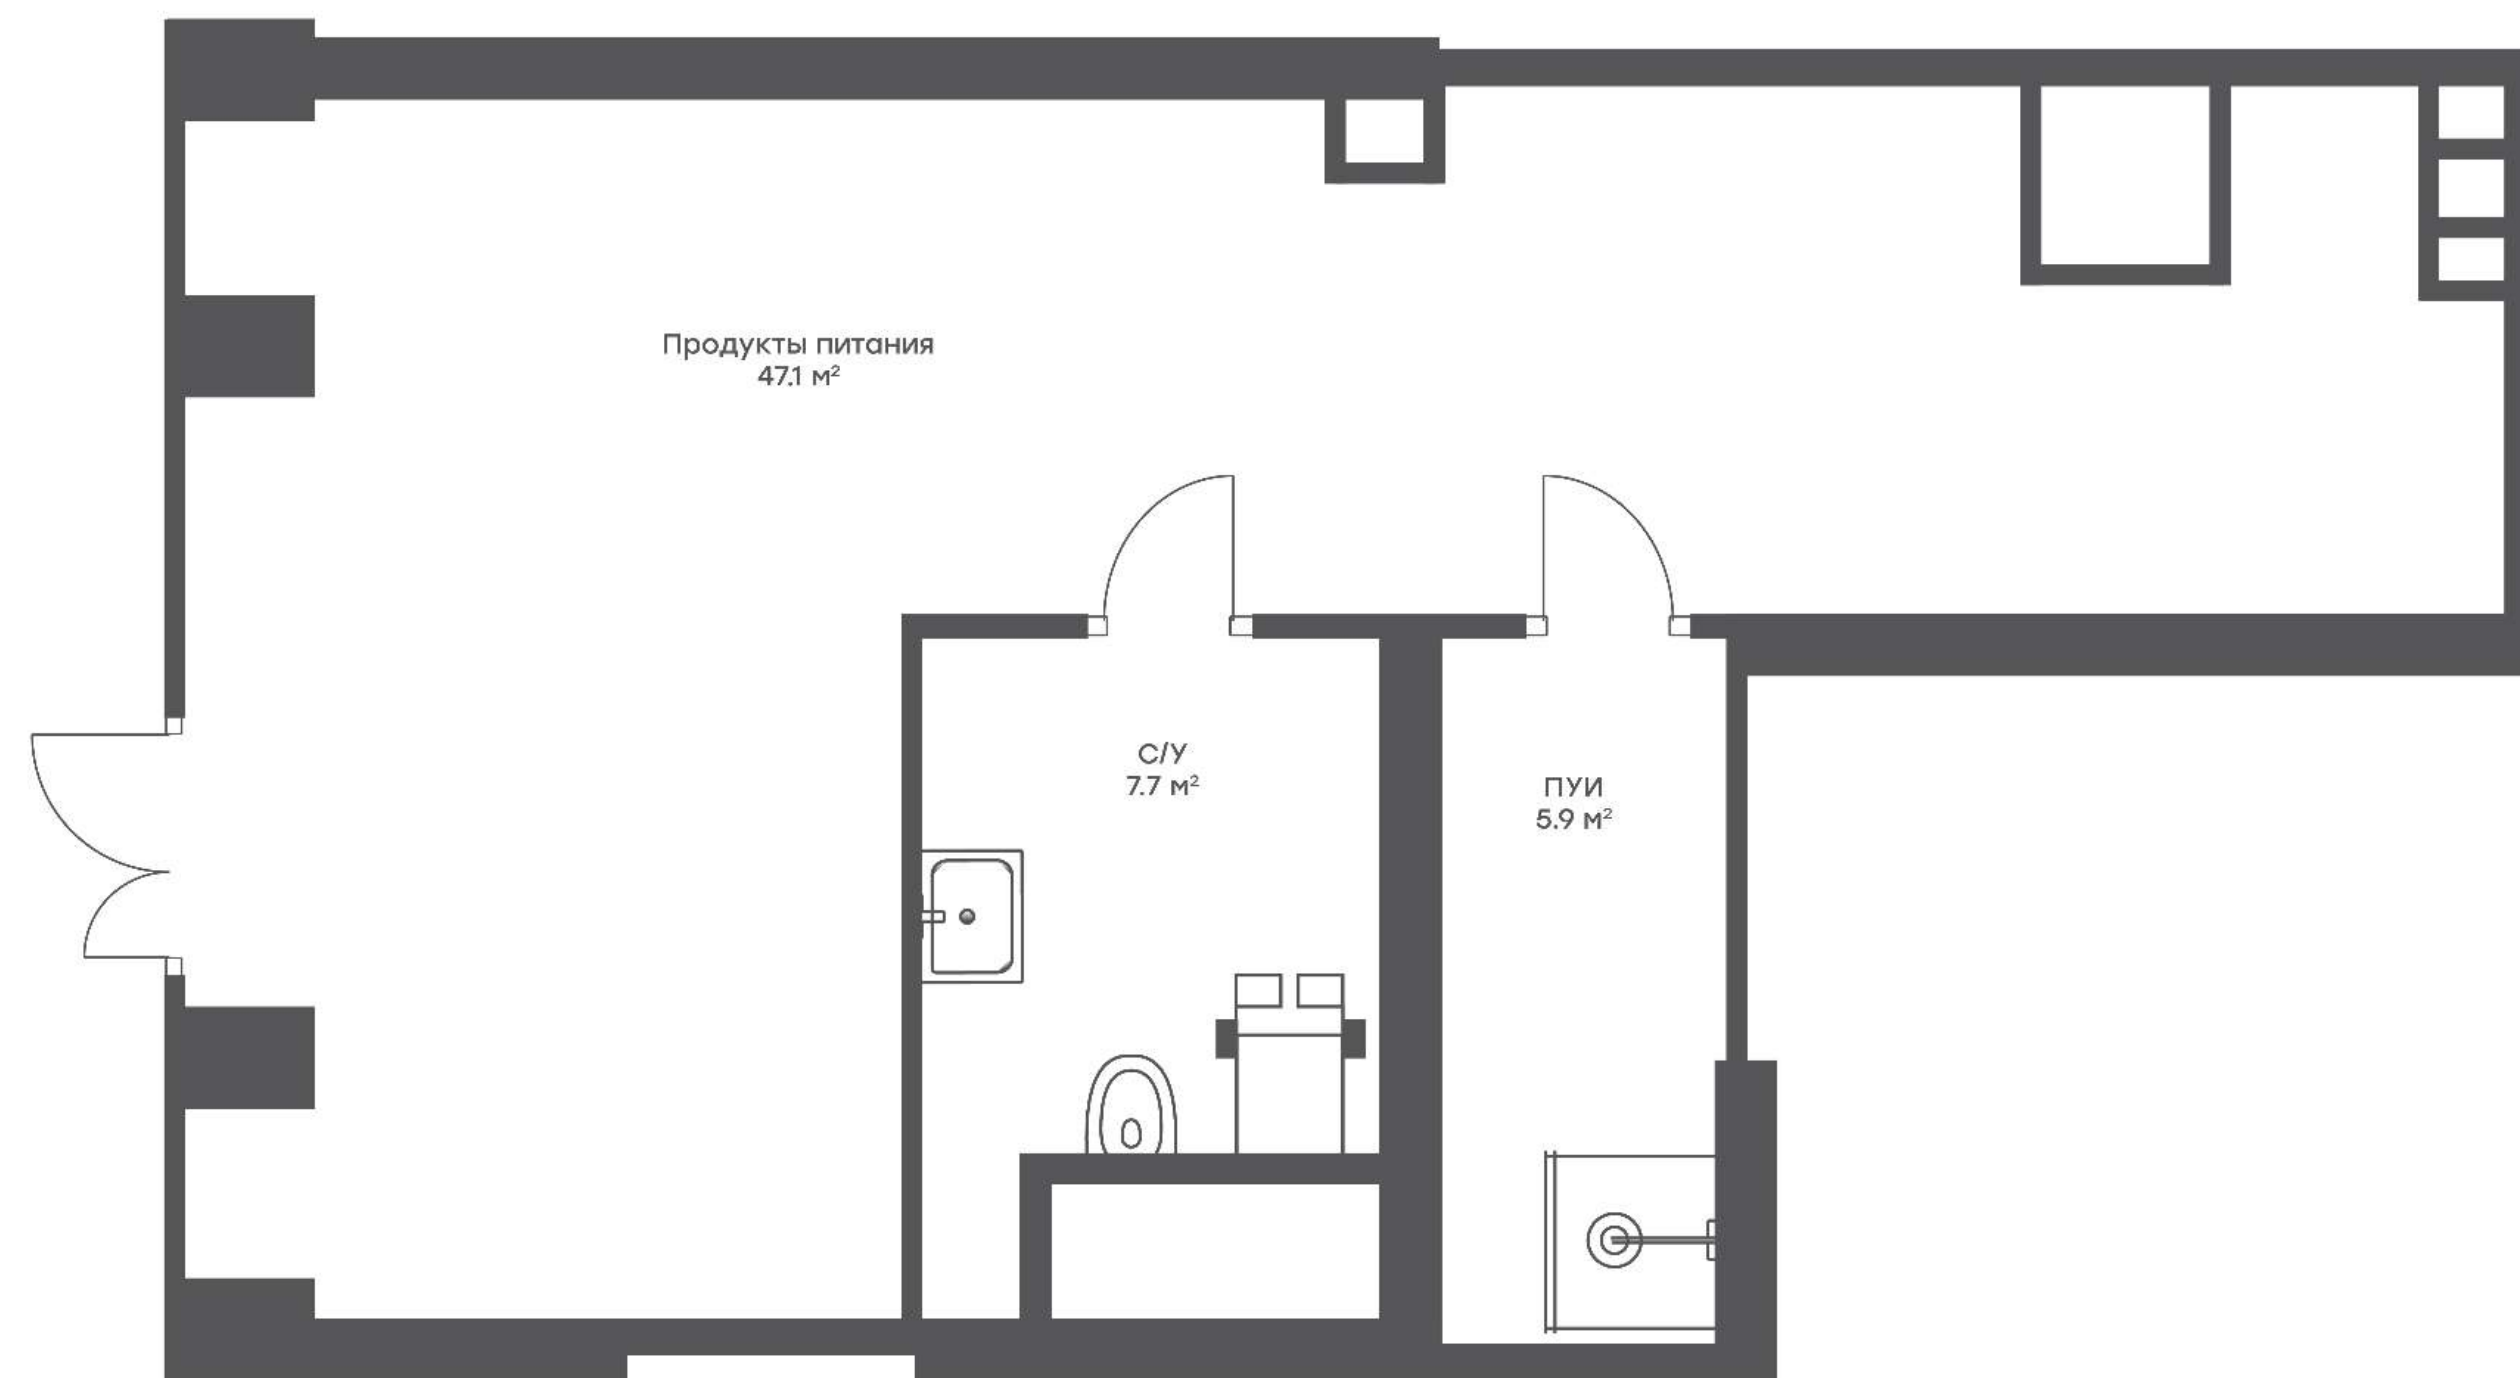 Продукты питания
47.1 м²
С/У
7.7 м²
ПУИ
5.9 м²